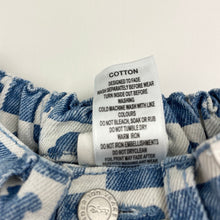 COTTON
DESIGNED TO FADE
WASH SEPARATELY BEFORE WEAR
TURN INSIDE OUT BEFORE
WASHING
COLD MACHINE WASH WITH LIKE
COLOURS
DO NOT BLEACH, SOAK OR RUB
DO NOT TUMBLE DRY
WARM IRON
DO NOT IRON EMBELLISHMENTS
DO NOT DRYCLEAN